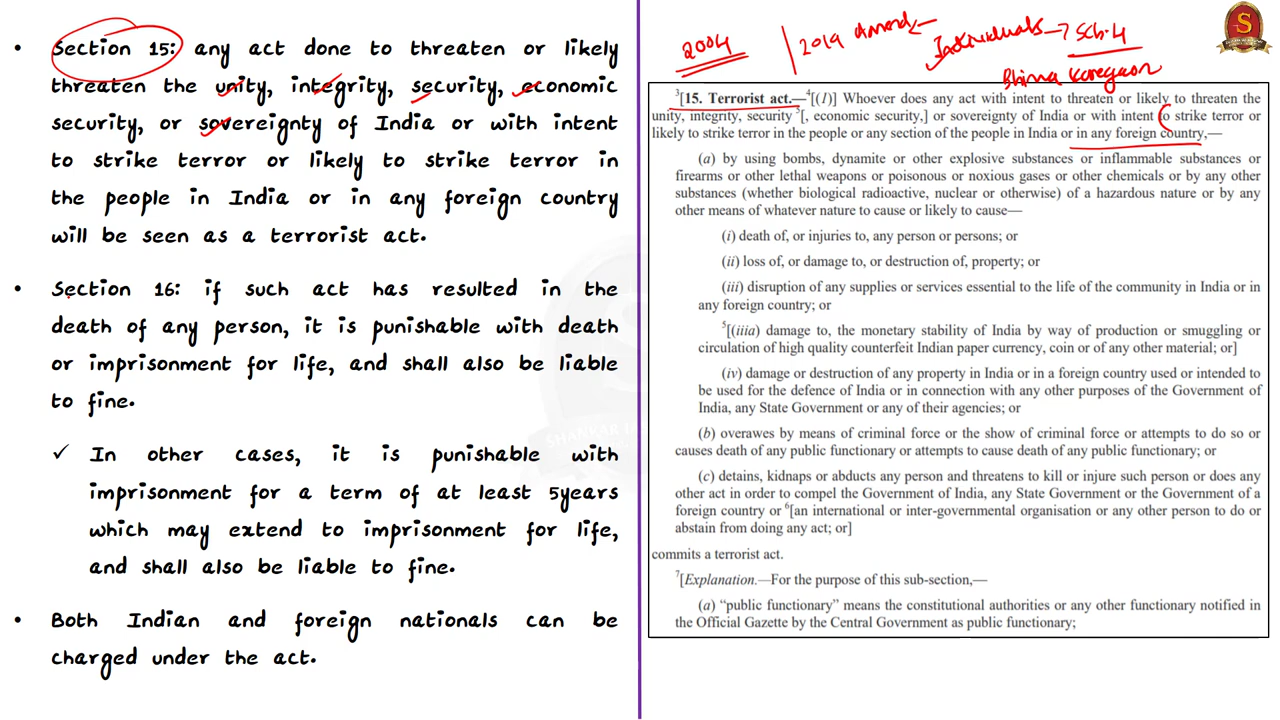 • Section 15: any act done to threaten or likely
threaten the unity, integrity, security, economic
security, or sovereignty of India or with intent
to strike terror or likely to strike terror in
the people in India or in any foreign country
will be seen as a terrorist act.
• Section 16: if such act has resulted in the
death of any person, it is punishable with death
or imprisonment for life, and shall also be liable
to fine.
✓ In other cases, it is punishable with
imprisonment for a term of at least 5years
which may extend to imprisonment for life,
and shall also be liable to fine.
• Both Indian and foreign nationals can be
charged under the act.
2004
2019 Amend
Individuals → Sch. 4
Bhima Koregaon
S
³[15. Terrorist act.—⁴[(1)] Whoever does any act with intent to threaten or likely to threaten the
unity, integrity, security ⁵[, economic security,] or sovereignty of India or with intent to strike terror or
likely to strike terror in the people or any section of the people in India or in any foreign country,—
(a) by using bombs, dynamite or other explosive substances or inflammable substances or
firearms or other lethal weapons or poisonous or noxious gases or other chemicals or by any other
substances (whether biological radioactive, nuclear or otherwise) of a hazardous nature or by any
other means of whatever nature to cause or likely to cause—
(i) death of, or injuries to, any person or persons; or
(ii) loss of, or damage to, or destruction of, property; or
(iii) disruption of any supplies or services essential to the life of the community in India or in
any foreign country; or
⁵[(iiia) damage to, the monetary stability of India by way of production or smuggling or
circulation of high quality counterfeit Indian paper currency, coin or of any other material; or]
(iv) damage or destruction of any property in India or in a foreign country used or intended to
be used for the defence of India or in connection with any other purposes of the Government of
India, any State Government or any of their agencies; or
(b) overawes by means of criminal force or the show of criminal force or attempts to do so or
causes death of any public functionary or attempts to cause death of any public functionary; or
(c) detains, kidnaps or abducts any person and threatens to kill or injure such person or does any
other act in order to compel the Government of India, any State Government or the Government of a
foreign country or ⁶[an international or inter-governmental organisation or any other person to do or
abstain from doing any act; or]
commits a terrorist act.
⁷[Explanation.—For the purpose of this sub-section,—
(a) “public functionary” means the constitutional authorities or any other functionary notified in
the Official Gazette by the Central Government as public functionary;